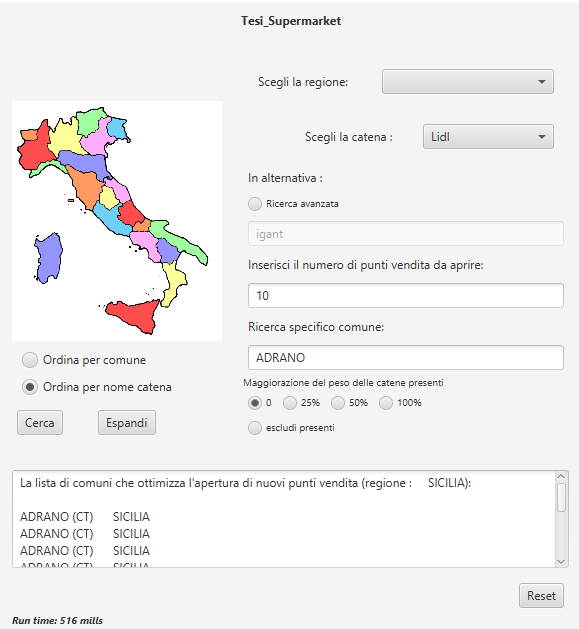 Tesi_Supermarket
Scegli la regione:
Scegli la catena : Lidl
In alternativa :
Ricerca avanzata
igant
Inserisci il numero di punti vendita da aprire:
10
Ricerca specifico comune:
ADRANO
Ordina per comune
Ordina per nome catena
Maggiorazione del peso delle catene presenti
0 25% 50% 100%
escludi presenti
Cerca Espandi
La lista di comuni che ottimizza l'apertura di nuovi punti vendita (regione : SICILIA):
ADRANO (CT) SICILIA
ADRANO (CT) SICILIA
ADRANO (CT) SICILIA
ADRANO (CT) SICILIA
Reset
Run time: 516 mills